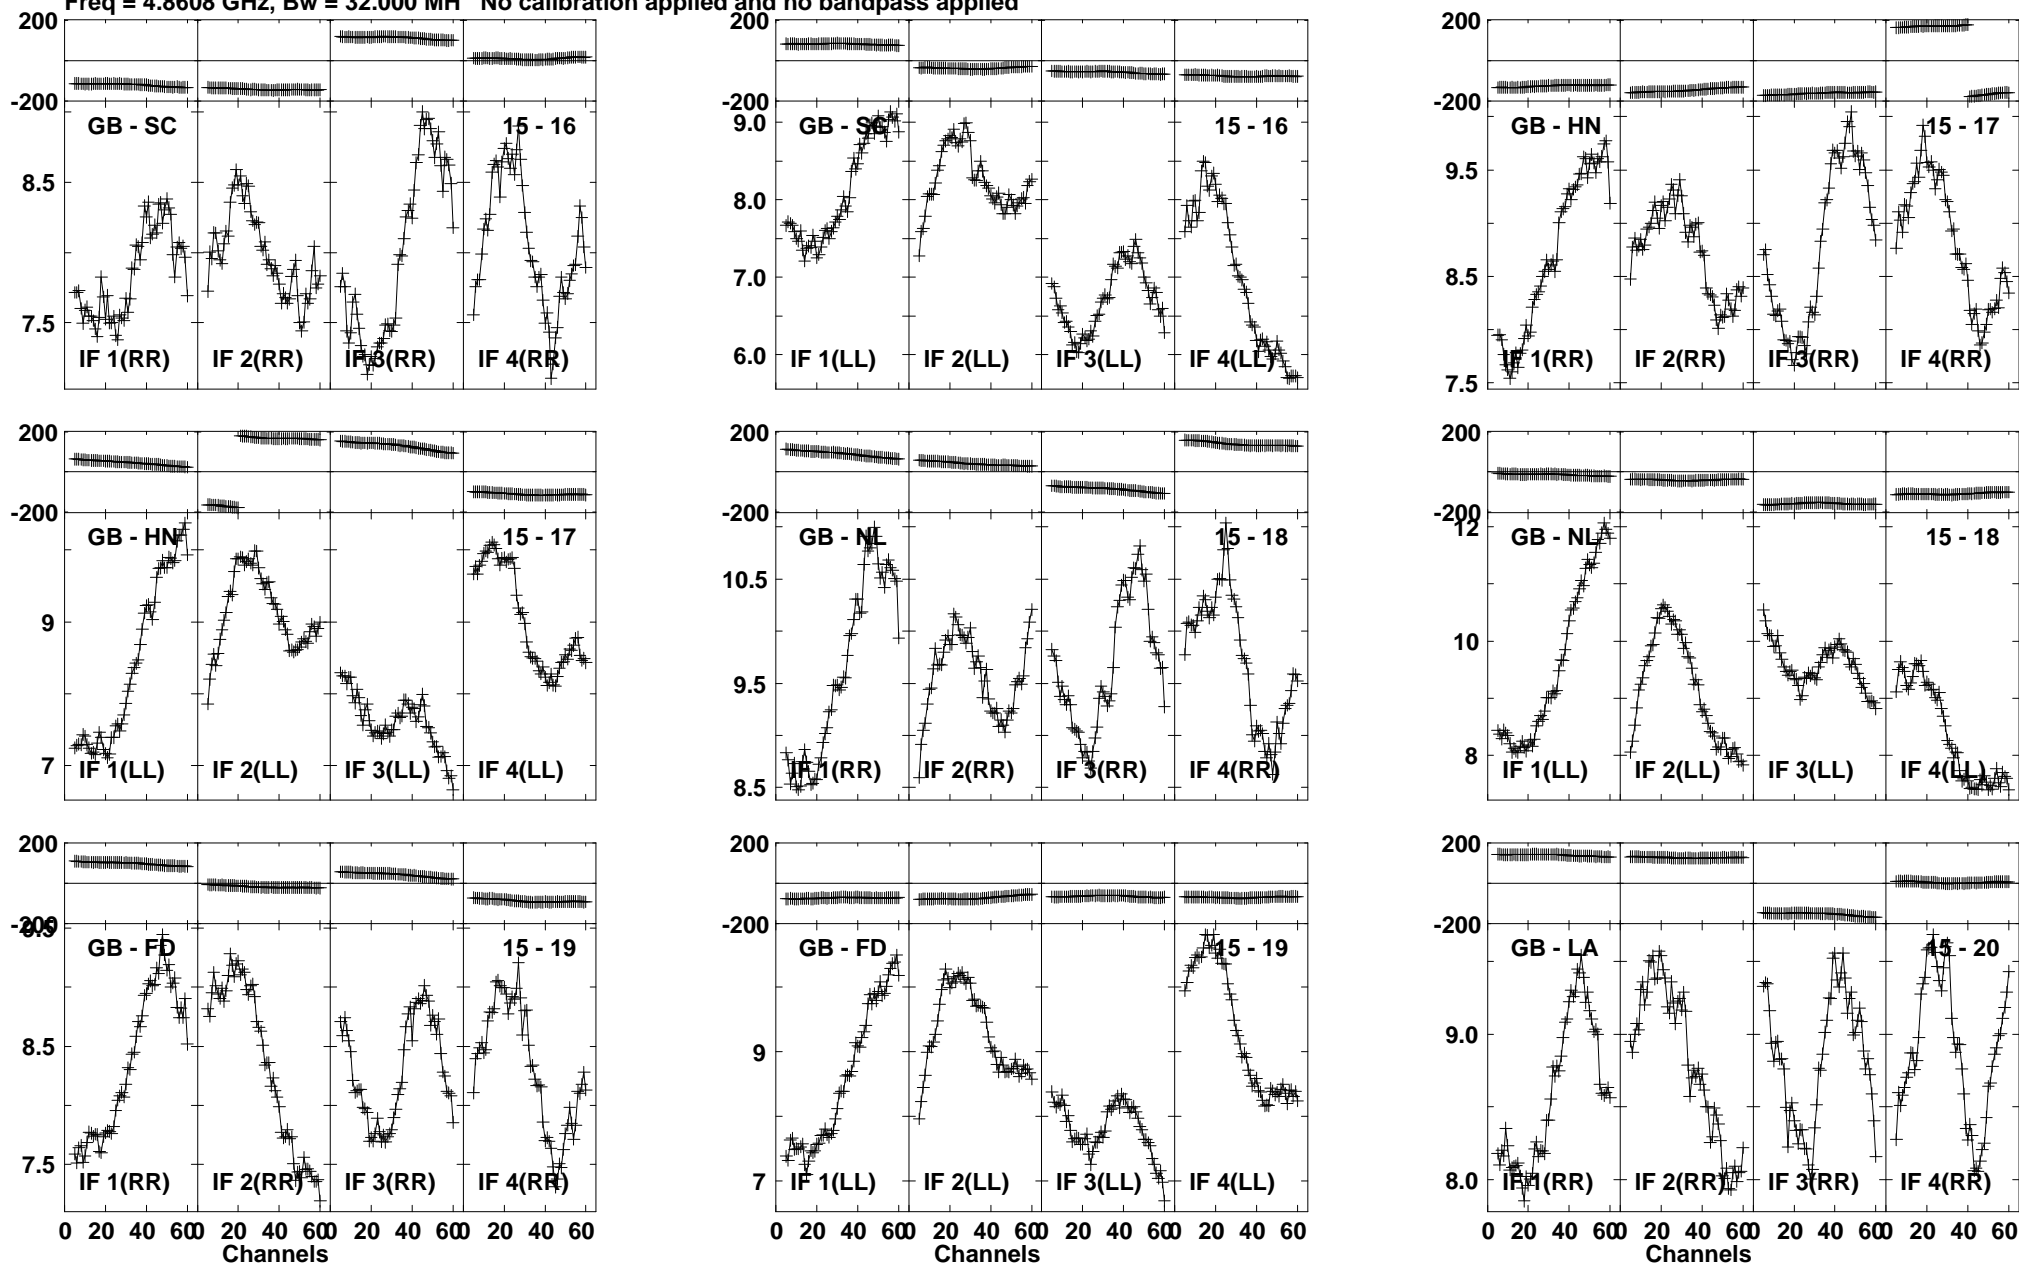 Freq = 4.8608 GHz, Bw = 32.000 MH No calibration applied and no bandpass applied
200 200 200
-200 -200 -200
GB - SC 15 - 16 9.0 GB - SC 15 - 16 GB - HN 15 - 17
8.5 8.0 9.5
7.5 7.0 8.5
6.0 7.5
IF 1(RR) IF 2(RR) IF 3(RR) IF 4(RR) IF 1(LL) IF 2(LL) IF 3(LL) IF 4(LL) IF 1(RR) IF 2(RR) IF 3(RR) IF 4(RR)
200 200 200
-200 -200 -200
GB - HN 15 - 17 GB - NL 15 - 18 12 GB - NL 15 - 18
9 10.5 10
7 9.5 8
8.5
IF 1(LL) IF 2(LL) IF 3(LL) IF 4(LL) IF 1(RR) IF 2(RR) IF 3(RR) IF 4(RR) IF 1(LL) IF 2(LL) IF 3(LL) IF 4(LL)
200 200 200
-200 -200 -200
9.5 GB - FD 15 - 19 GB - FD 15 - 19 GB - LA 15 - 20
8.5 9 9.0
7.5 7 8.0
IF 1(RR) IF 2(RR) IF 3(RR) IF 4(RR) IF 1(LL) IF 2(LL) IF 3(LL) IF 4(LL) IF 1(RR) IF 2(RR) IF 3(RR) IF 4(RR)
0 20 40 60 0 20 40 60 0 20 40 60 0 20 40 60 0 20 40 60 0 20 40 60 0 20 40 60 0 20 40 60 0 20 40 60 0 20 40 60 0 20 40 60 0 20 40 60
Channels Channels Channels